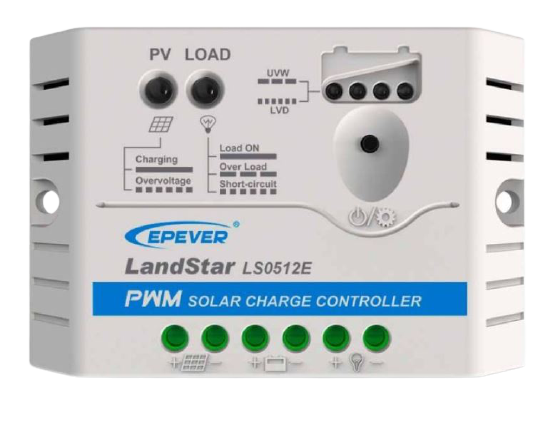 PV LOAD
UVW
LVD
Charging
Overvoltage
Load ON
Over Load
Short-circuit
EPEVER®
LandStar LS0512E
PWM SOLAR CHARGE CONTROLLER
+ − + − + −